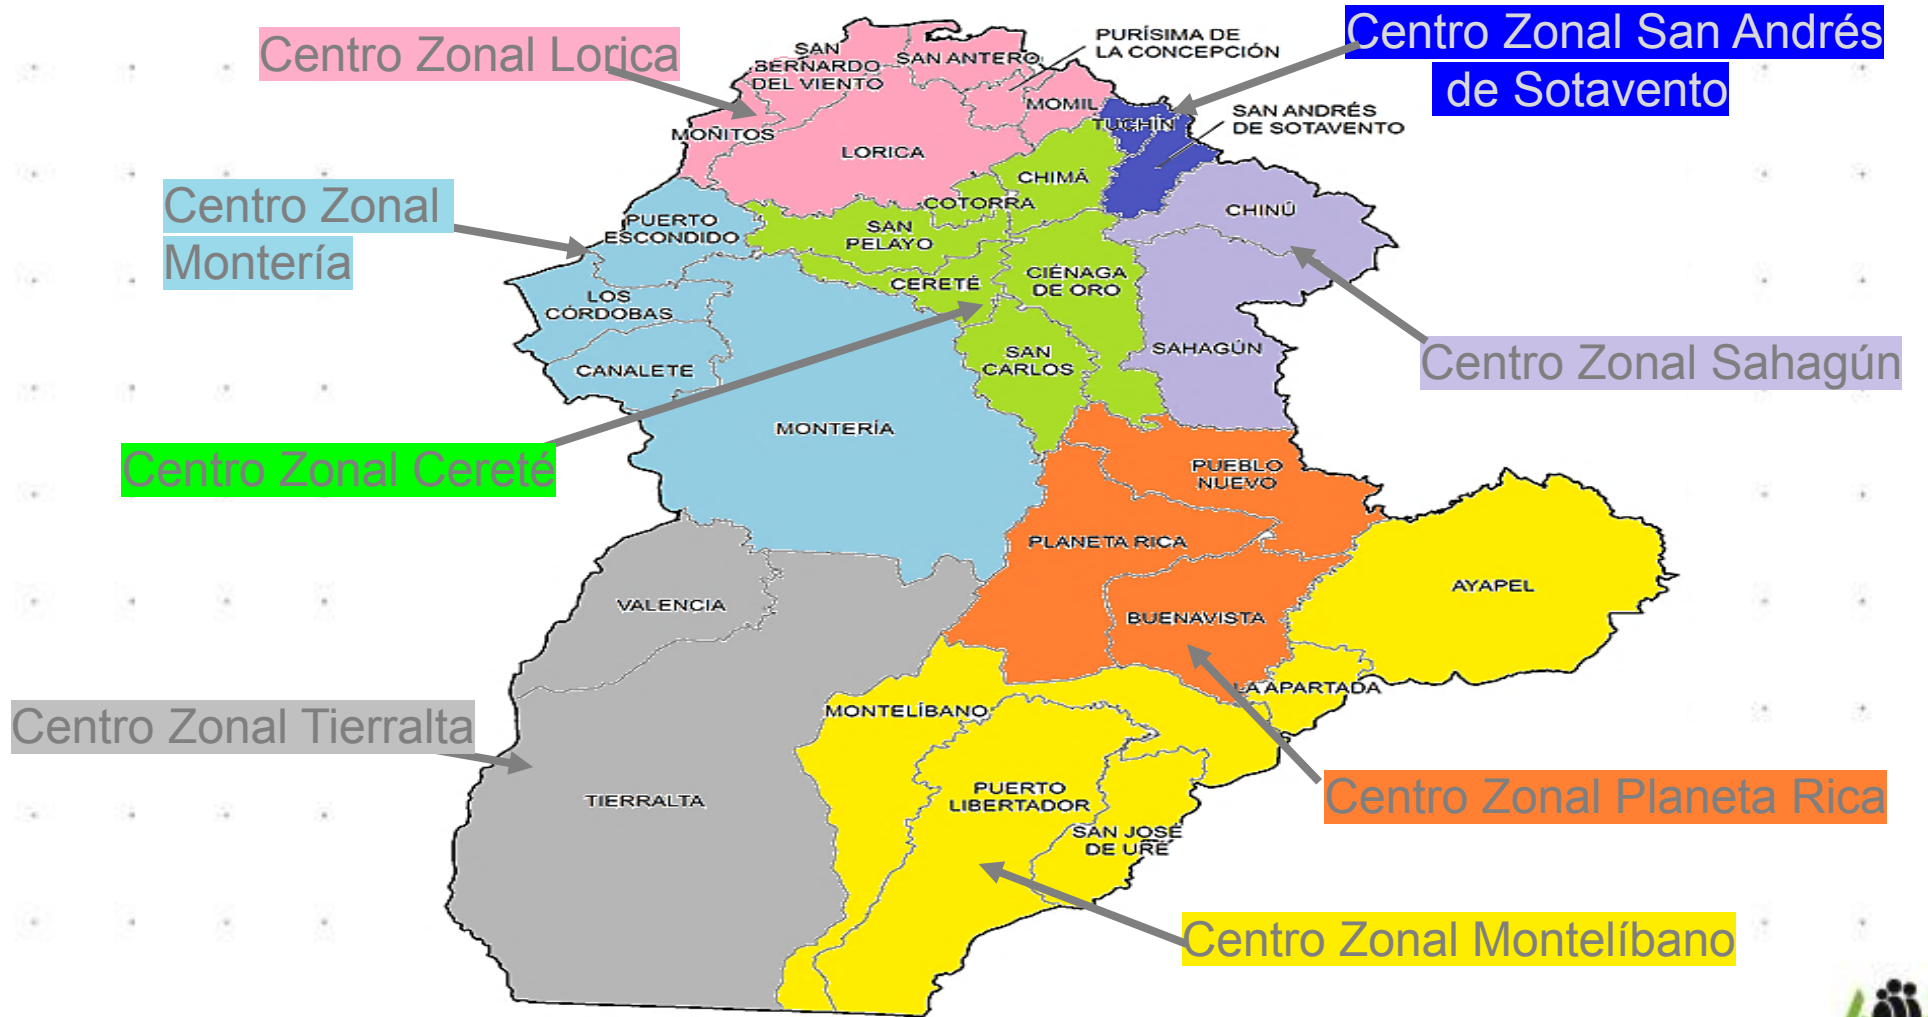 Centro Zonal Lorica
SAN
BERNARDO
DEL VIENTO
SAN ANTERO
PURÍSIMA DE
LA CONCEPCIÓN
Centro Zonal San Andrés
de Sotavento
MOMIL
TUCHÍN
SAN ANDRÉS
DE SOTAVENTO
MOÑITOS
LORICA
CHIMÁ
Centro Zonal
Montería
COTORRA
CHINÚ
PUERTO
ESCONDIDO
SAN
PELAYO
CERETÉ
CIÉNAGA
DE ORO
LOS
CÓRDOBAS
SAHAGÚN
Centro Zonal Sahagún
SAN
CARLOS
CANALETE
MONTERÍA
Centro Zonal Cereté
PUEBLO
NUEVO
PLANETA RICA
AYAPEL
VALENCIA
BUENAVISTA
LA APARTADA
Centro Zonal Tierralta
MONTELÍBANO
TIERRALTA
PUERTO
LIBERTADOR
Centro Zonal Planeta Rica
SAN JOSÉ
DE URÉ
Centro Zonal Montelíbano